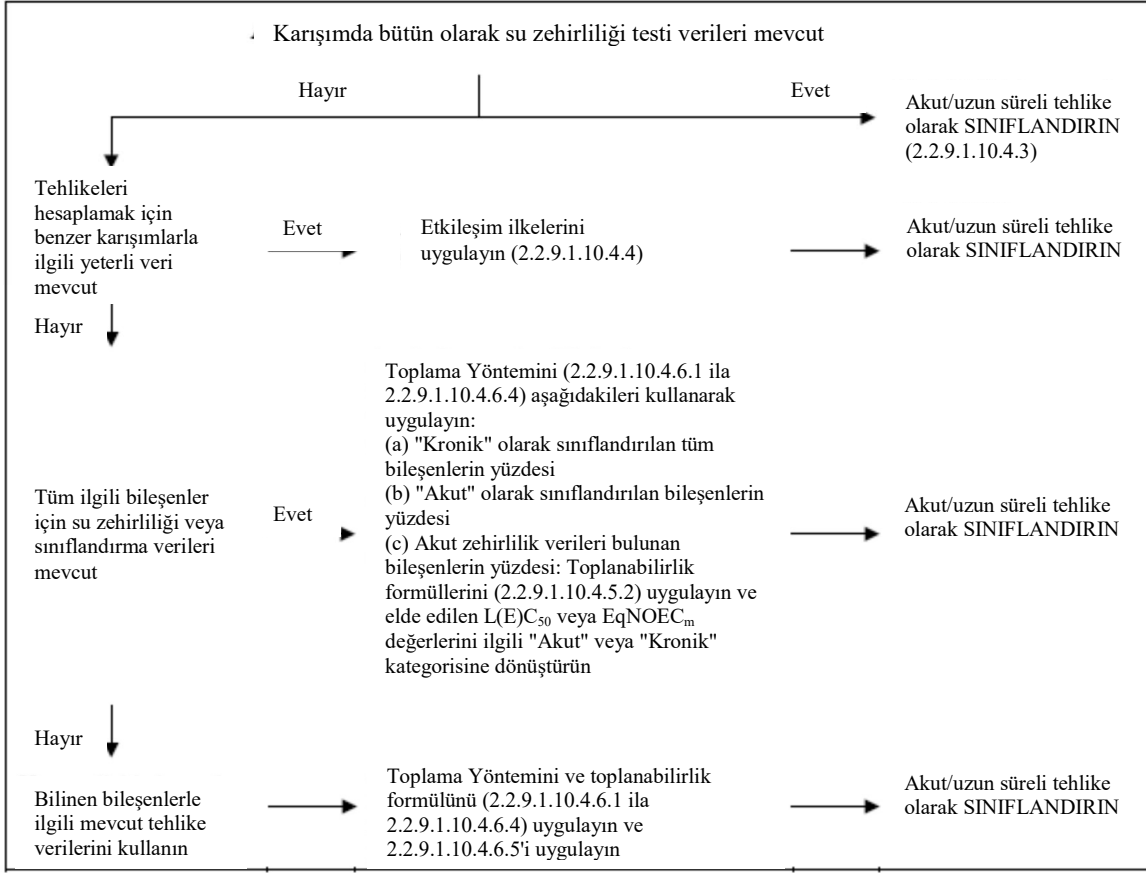 Karışımda bütün olarak su zehirliliği testi verileri mevcut
Hayır
Evet
Akut/uzun süreli tehlike
olarak SINIFLANDIRIN
(2.2.9.1.10.4.3)
Tehlikeleri
hesaplamak için
benzer karışımlarla
ilgili yeterli veri
mevcut
Evet
Etkileşim ilkelerini
uygulayın (2.2.9.1.10.4.4)
Akut/uzun süreli tehlike
olarak SINIFLANDIRIN
Hayır
Tüm ilgili bileşenler
için su zehirliliği veya
sınıflandırma verileri
mevcut
Evet
Toplama Yöntemini (2.2.9.1.10.4.6.1 ila
2.2.9.1.10.4.6.4) aşağıdakileri kullanarak
uygulayın:
(a) "Kronik" olarak sınıflandırılan tüm
bileşenlerin yüzdesi
(b) "Akut" olarak sınıflandırılan bileşenlerin
yüzdesi
(c) Akut zehirlilik verileri bulunan
bileşenlerin yüzdesi: Toplanabilirlik
formüllerini (2.2.9.1.10.4.5.2) uygulayın ve
elde edilen L(E)C₅₀ veya EqNOECₘ
değerlerini ilgili "Akut" veya "Kronik"
kategorisine dönüştürün
Akut/uzun süreli tehlike
olarak SINIFLANDIRIN
Hayır
Bilinen bileşenlerle
ilgili mevcut tehlike
verilerini kullanın
Toplama Yöntemini ve toplanabilirlik
formülünü (2.2.9.1.10.4.6.1 ila
2.2.9.1.10.4.6.4) uygulayın ve
2.2.9.1.10.4.6.5'i uygulayın
Akut/uzun süreli tehlike
olarak SINIFLANDIRIN